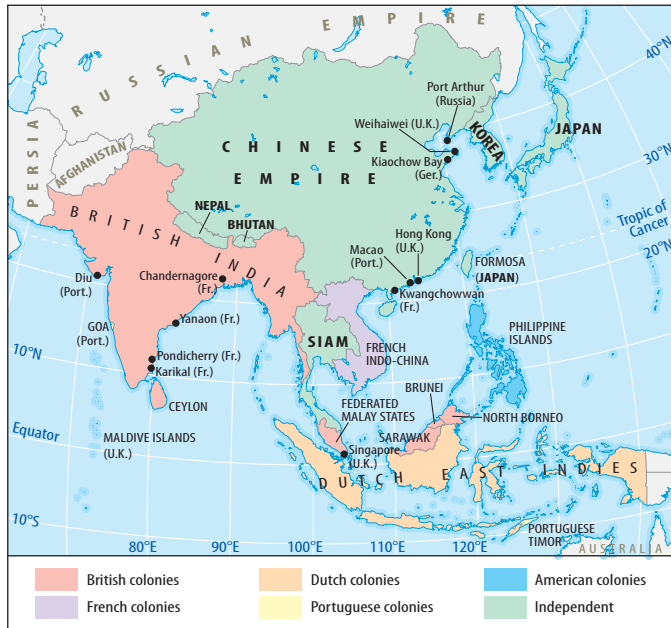 RUSSIAN EMPIRE
40°N
Port Arthur
(Russia)
Weihaiwei (U.K.)
KOREA
JAPAN
PERSIA
AFGHANISTAN
CHINESE
EMPIRE
Kiaochow Bay
(Ger.)
30°N
NEPAL
BHUTAN
BRITISH INDIA
Tropic of
Cancer
20°N
Hong Kong
(U.K.)
Macao
(Port.)
FORMOSA
(JAPAN)
Diu
(Port.)
Chandernagore
(Fr.)
Kwangchowwan
(Fr.)
Yanaon (Fr.)
GOA
(Port.)
SIAM
FRENCH
INDO-CHINA
PHILIPPINE
ISLANDS
10°N
Pondicherry (Fr.)
Karikal (Fr.)
CEYLON
BRUNEI
FEDERATED
MALAY STATES
NORTH BORNEO
Equator
MALDIVE ISLANDS
(U.K.)
SARAWAK
Singapore
(U.K.)
DUTCH EAST INDIES
10°S
PORTUGUESE
TIMOR
AUSTRALIA
80°E
90°E
100°E
110°E
120°E
British colonies
Dutch colonies
American colonies
French colonies
Portuguese colonies
Independent